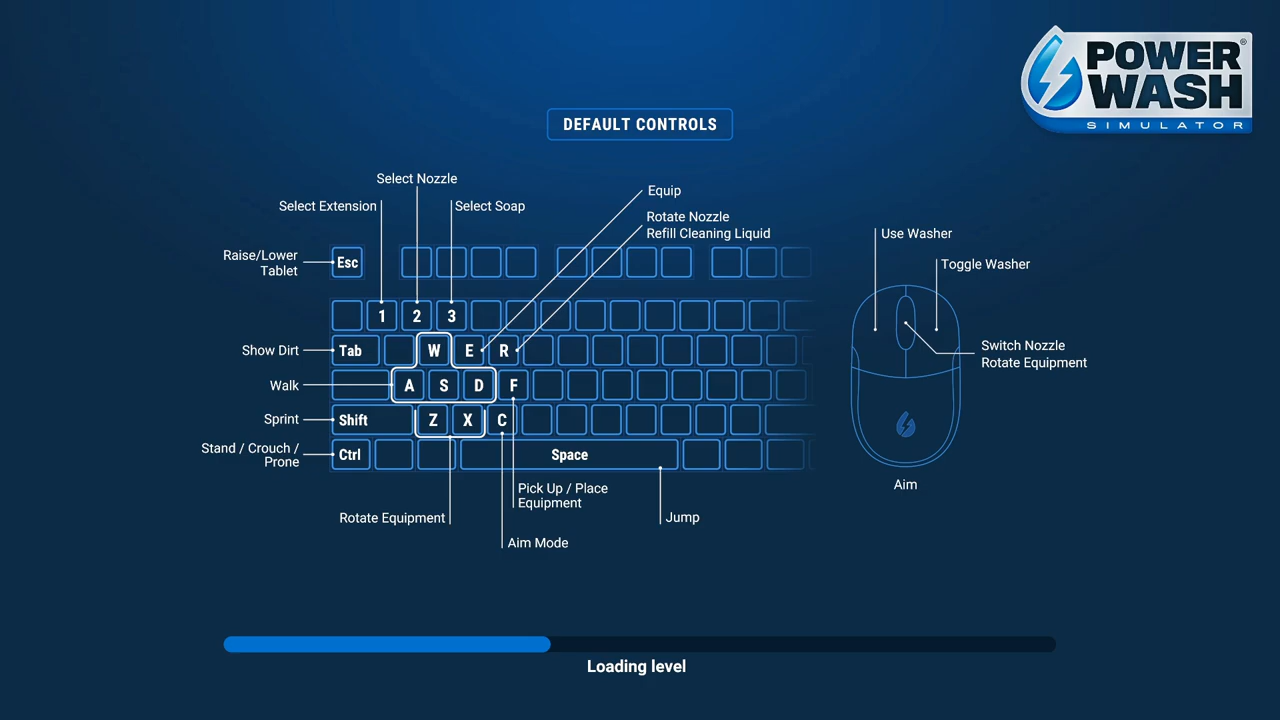 POWER
WASH
SIMULATOR
®
DEFAULT CONTROLS
Select Nozzle
Select Extension
Select Soap
Equip
Rotate Nozzle
Refill Cleaning Liquid
Raise/Lower
Tablet
Esc
1 2 3
Show Dirt
Tab W E R
Walk
A S D F
Sprint
Shift Z X C
Stand / Crouch /
Prone
Ctrl Space
Rotate Equipment
Pick Up / Place
Equipment
Aim Mode
Jump
Use Washer
Toggle Washer
Switch Nozzle
Rotate Equipment
Aim
Loading level